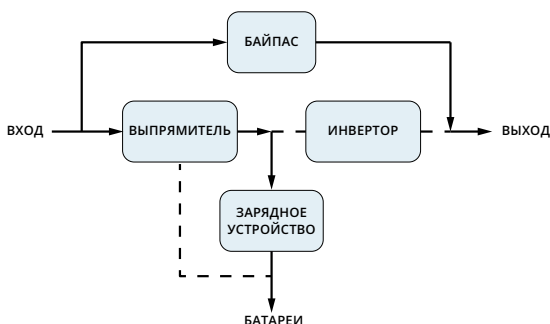 БАЙПАС
ВХОД
ВЫПРЯМИТЕЛЬ
ИНВЕРТОР
ВЫХОД
ЗАРЯДНОЕ
УСТРОЙСТВО
БАТАРЕИ